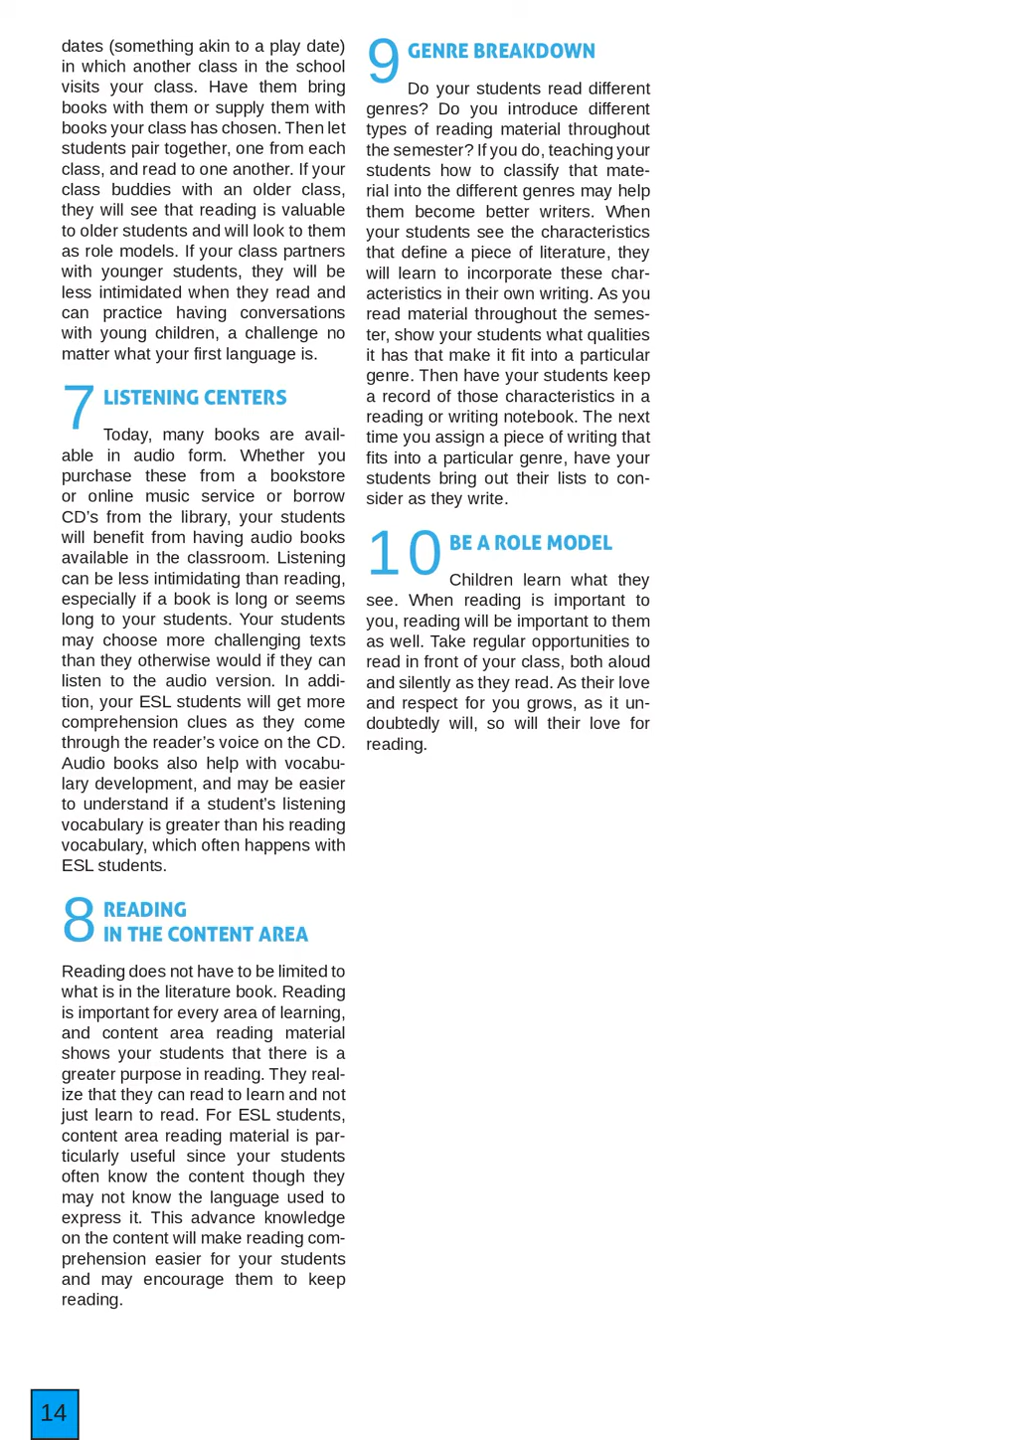 dates (something akin to a play date)
in which another class in the school
visits your class. Have them bring
books with them or supply them with
books your class has chosen. Then let
students pair together, one from each
class, and read to one another. If your
class buddies with an older class,
they will see that reading is valuable
to older students and will look to them
as role models. If your class partners
with younger students, they will be
less intimidated when they read and
can practice having conversations
with young children, a challenge no
matter what your first language is.
7 LISTENING CENTERS
Today, many books are avail-
able in audio form. Whether you
purchase these from a bookstore
or online music service or borrow
CD's from the library, your students
will benefit from having audio books
available in the classroom. Listening
can be less intimidating than reading,
especially if a book is long or seems
long to your students. Your students
may choose more challenging texts
than they otherwise would if they can
listen to the audio version. In addi-
tion, your ESL students will get more
comprehension clues as they come
through the reader's voice on the CD.
Audio books also help with vocabu-
lary development, and may be easier
to understand if a student's listening
vocabulary is greater than his reading
vocabulary, which often happens with
ESL students.
8 READING
IN THE CONTENT AREA
Reading does not have to be limited to
what is in the literature book. Reading
is important for every area of learning,
and content area reading material
shows your students that there is a
greater purpose in reading. They real-
ize that they can read to learn and not
just learn to read. For ESL students,
content area reading material is par-
ticularly useful since your students
often know the content though they
may not know the language used to
express it. This advance knowledge
on the content will make reading com-
prehension easier for your students
and may encourage them to keep
reading.
9 GENRE BREAKDOWN
Do your students read different
genres? Do you introduce different
types of reading material throughout
the semester? If you do, teaching your
students how to classify that mate-
rial into the different genres may help
them become better writers. When
your students see the characteristics
that define a piece of literature, they
will learn to incorporate these char-
acteristics in their own writing. As you
read material throughout the semes-
ter, show your students what qualities
it has that make it fit into a particular
genre. Then have your students keep
a record of those characteristics in a
reading or writing notebook. The next
time you assign a piece of writing that
fits into a particular genre, have your
students bring out their lists to con-
sider as they write.
10 BE A ROLE MODEL
Children learn what they
see. When reading is important to
you, reading will be important to them
as well. Take regular opportunities to
read in front of your class, both aloud
and silently as they read. As their love
and respect for you grows, as it un-
doubtedly will, so will their love for
reading.
14